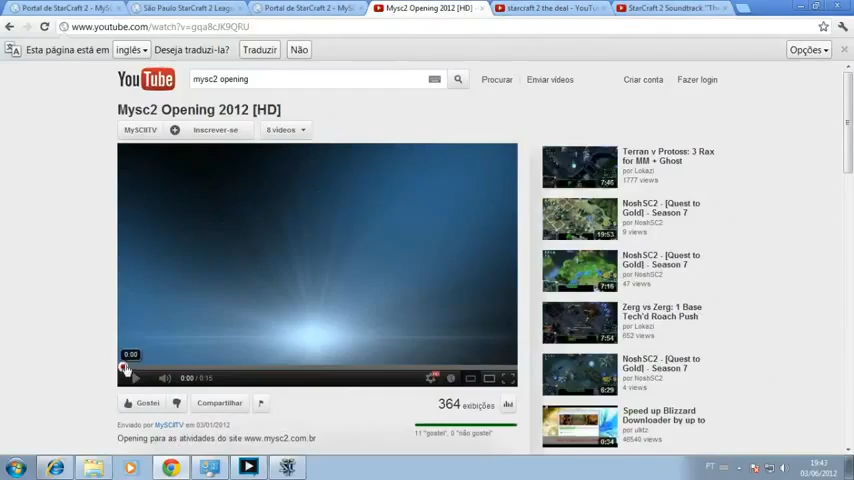 Portal de StarCraft 2 - MyS
São Paulo StarCraft 2 Leag
Portal de StarCraft 2 - MyS
Mysc2 Opening 2012 [HD] -
starcraft 2 the deal - YouTu
StarCraft 2 Soundtrack "The
www.youtube.com/watch?v=gqa8cJK9QRU
Esta página está em inglês Deseja traduzi-la? Traduzir Não Opções
YouTube mysc2 opening Procurar Enviar vídeos Criar conta Fazer login
Mysc2 Opening 2012 [HD]
MySCIITV Inscrever-se 8 vídeos
0:00
0:00 / 0:15
Gostei Compartilhar 364 exibições
Enviado por MySCIITV em 03/01/2012
11 "gostei", 0 "não gostei"
Opening para as atividades do site www.mysc2.com.br
Terran v Protoss: 3 Rax
for MM + Ghost
por Lokazi
1777 views
7:46
NoshSC2 - [Quest to
Gold] - Season 7
por NoshSC2
9 views
19:53
NoshSC2 - [Quest to
Gold] - Season 7
por NoshSC2
47 views
7:16
Zerg vs Zerg: 1 Base
Tech'd Roach Push
por Lokazi
652 views
7:54
NoshSC2 - [Quest to
Gold] - Season 7
por NoshSC2
4 views
6:29
Speed up Blizzard
Downloader by up to
por ulktz
46540 views
0:34
PT
19:43
03/06/2012